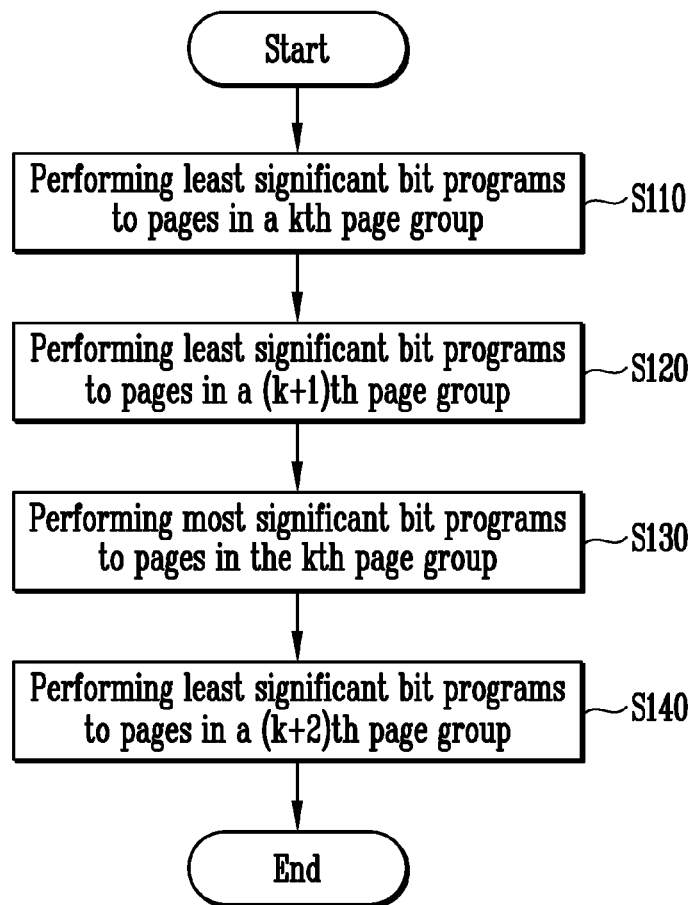 Start
Performing least significant bit programs
to pages in a kth page group
S110
Performing least significant bit programs
to pages in a (k+1)th page group
S120
Performing most significant bit programs
to pages in the kth page group
S130
Performing least significant bit programs
to pages in a (k+2)th page group
S140
End